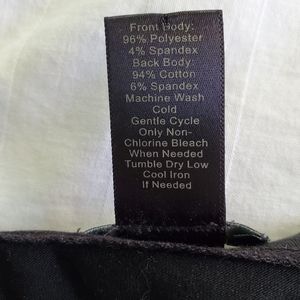 Front Body:
96% Polyester
4% Spandex
Back Body:
94% Cotton
6% Spandex
Machine Wash
Cold
Gentle Cycle
Only Non-
Chlorine Bleach
When Needed
Tumble Dry Low
Cool Iron
If Needed